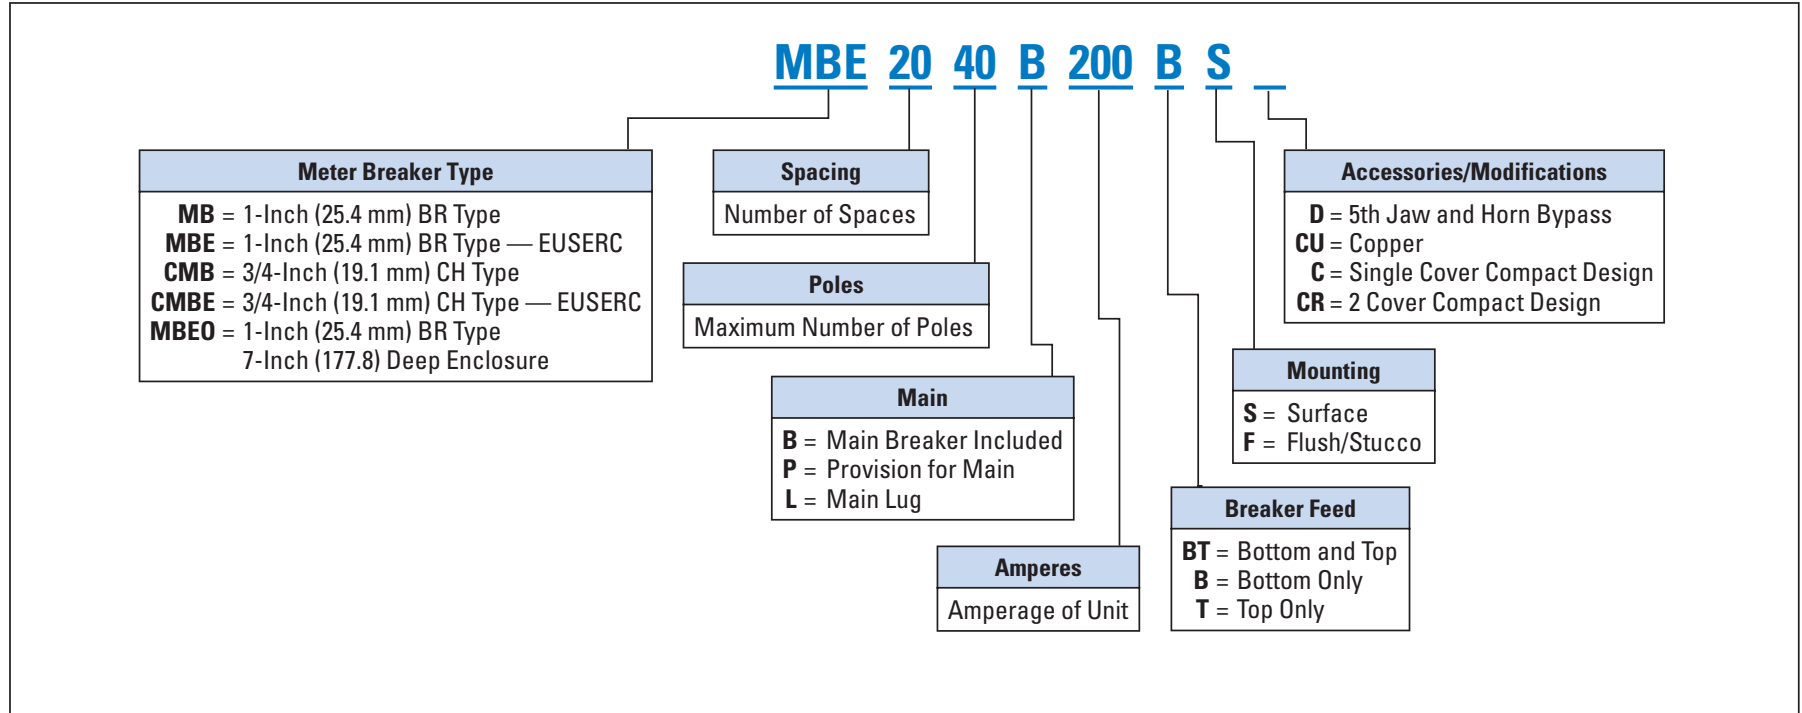 MBE 20 40 B 200 B S
Meter Breaker Type
MB = 1-Inch (25.4 mm) BR Type
MBE = 1-Inch (25.4 mm) BR Type — EUSERC
CMB = 3/4-Inch (19.1 mm) CH Type
CMBE = 3/4-Inch (19.1 mm) CH Type — EUSERC
MBEO = 1-Inch (25.4 mm) BR Type
7-Inch (177.8) Deep Enclosure
Spacing
Number of Spaces
Poles
Maximum Number of Poles
Main
B = Main Breaker Included
P = Provision for Main
L = Main Lug
Amperes
Amperage of Unit
Breaker Feed
BT = Bottom and Top
B = Bottom Only
T = Top Only
Mounting
S = Surface
F = Flush/Stucco
Accessories/Modifications
D = 5th Jaw and Horn Bypass
CU = Copper
C = Single Cover Compact Design
CR = 2 Cover Compact Design